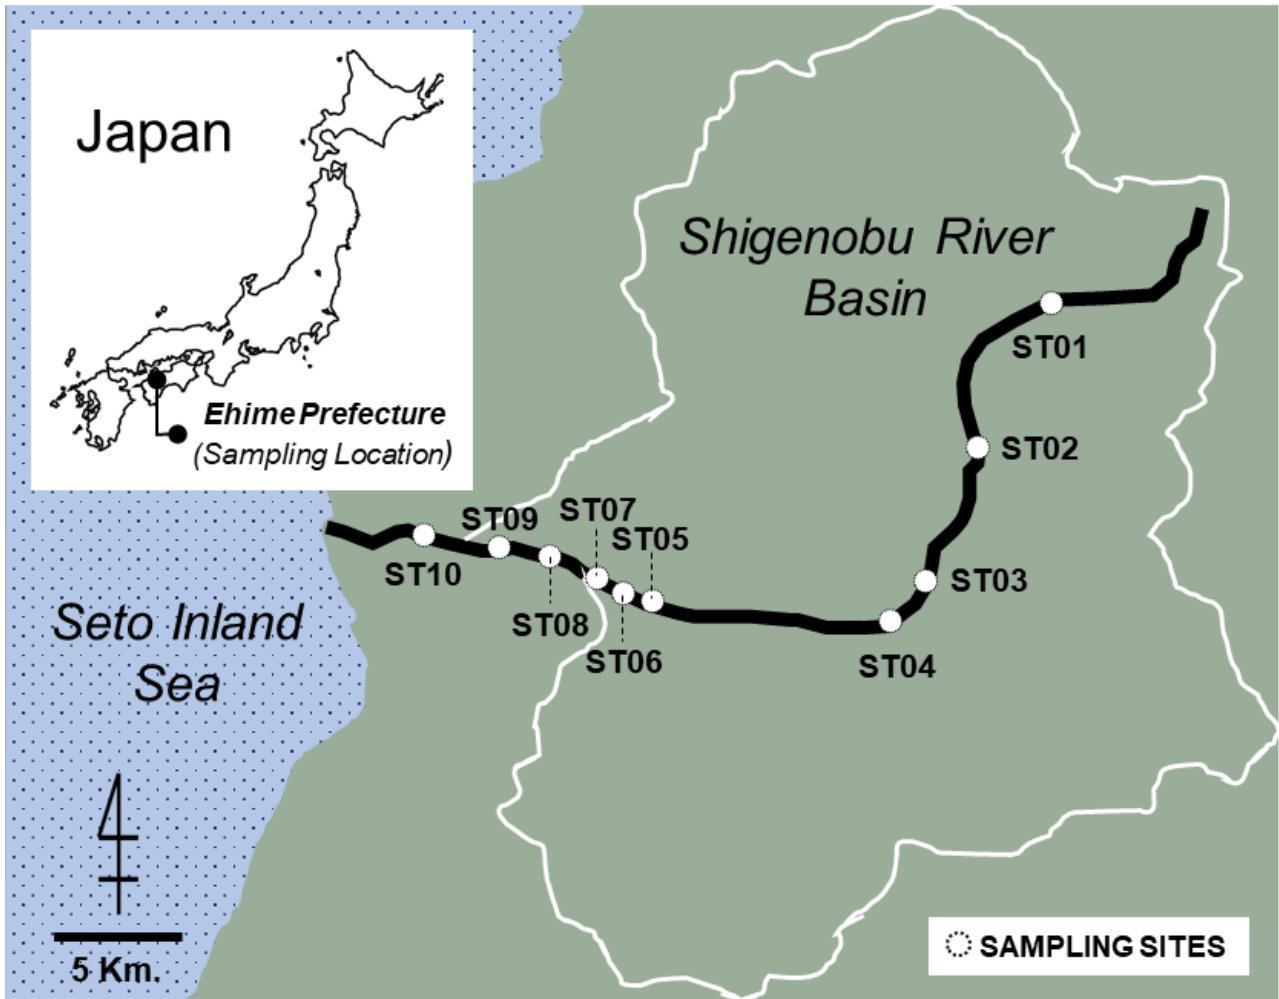 Japan
Ehime Prefecture
(Sampling Location)
Shigenobu River
Basin
ST01
ST02
ST03
ST04
ST05
ST06
ST07
ST08
ST09
ST10
Seto Inland
Sea
5 Km.
SAMPLING SITES